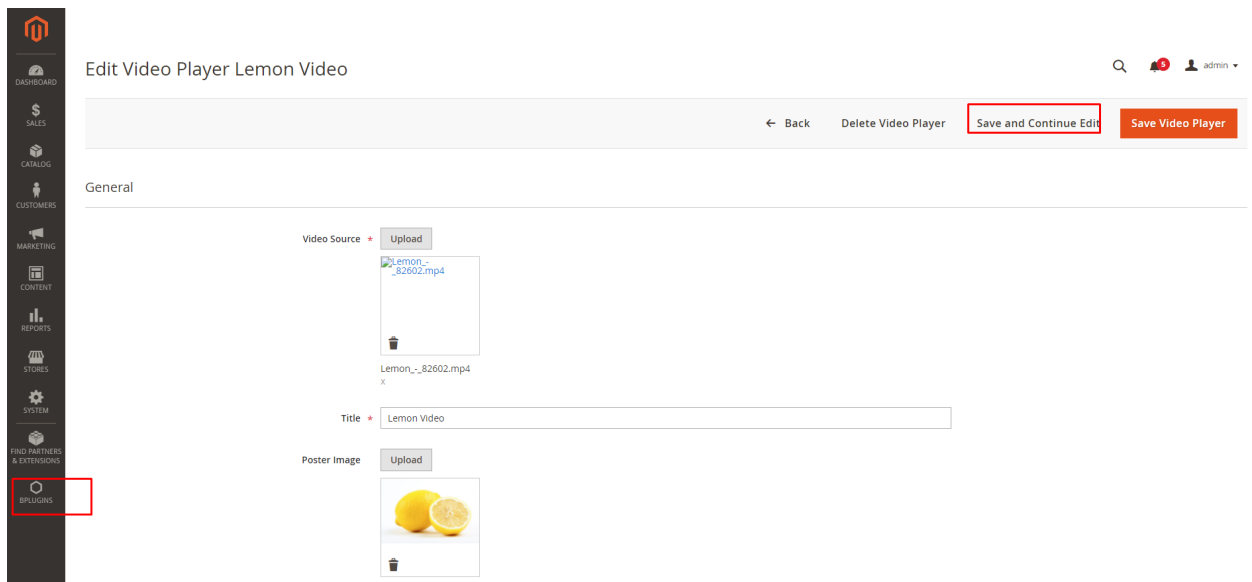 DASHBOARD
$
SALES
CATALOG
CUSTOMERS
MARKETING
CONTENT
REPORTS
STORES
SYSTEM
FIND PARTNERS
& EXTENSIONS
BPLUGINS
Edit Video Player Lemon Video
5
admin
← Back Delete Video Player Save and Continue Edit Save Video Player
General
Video Source * Upload
Lemon_-
_82602.mp4
Lemon_-_82602.mp4
x
Title * Lemon Video
Poster Image Upload